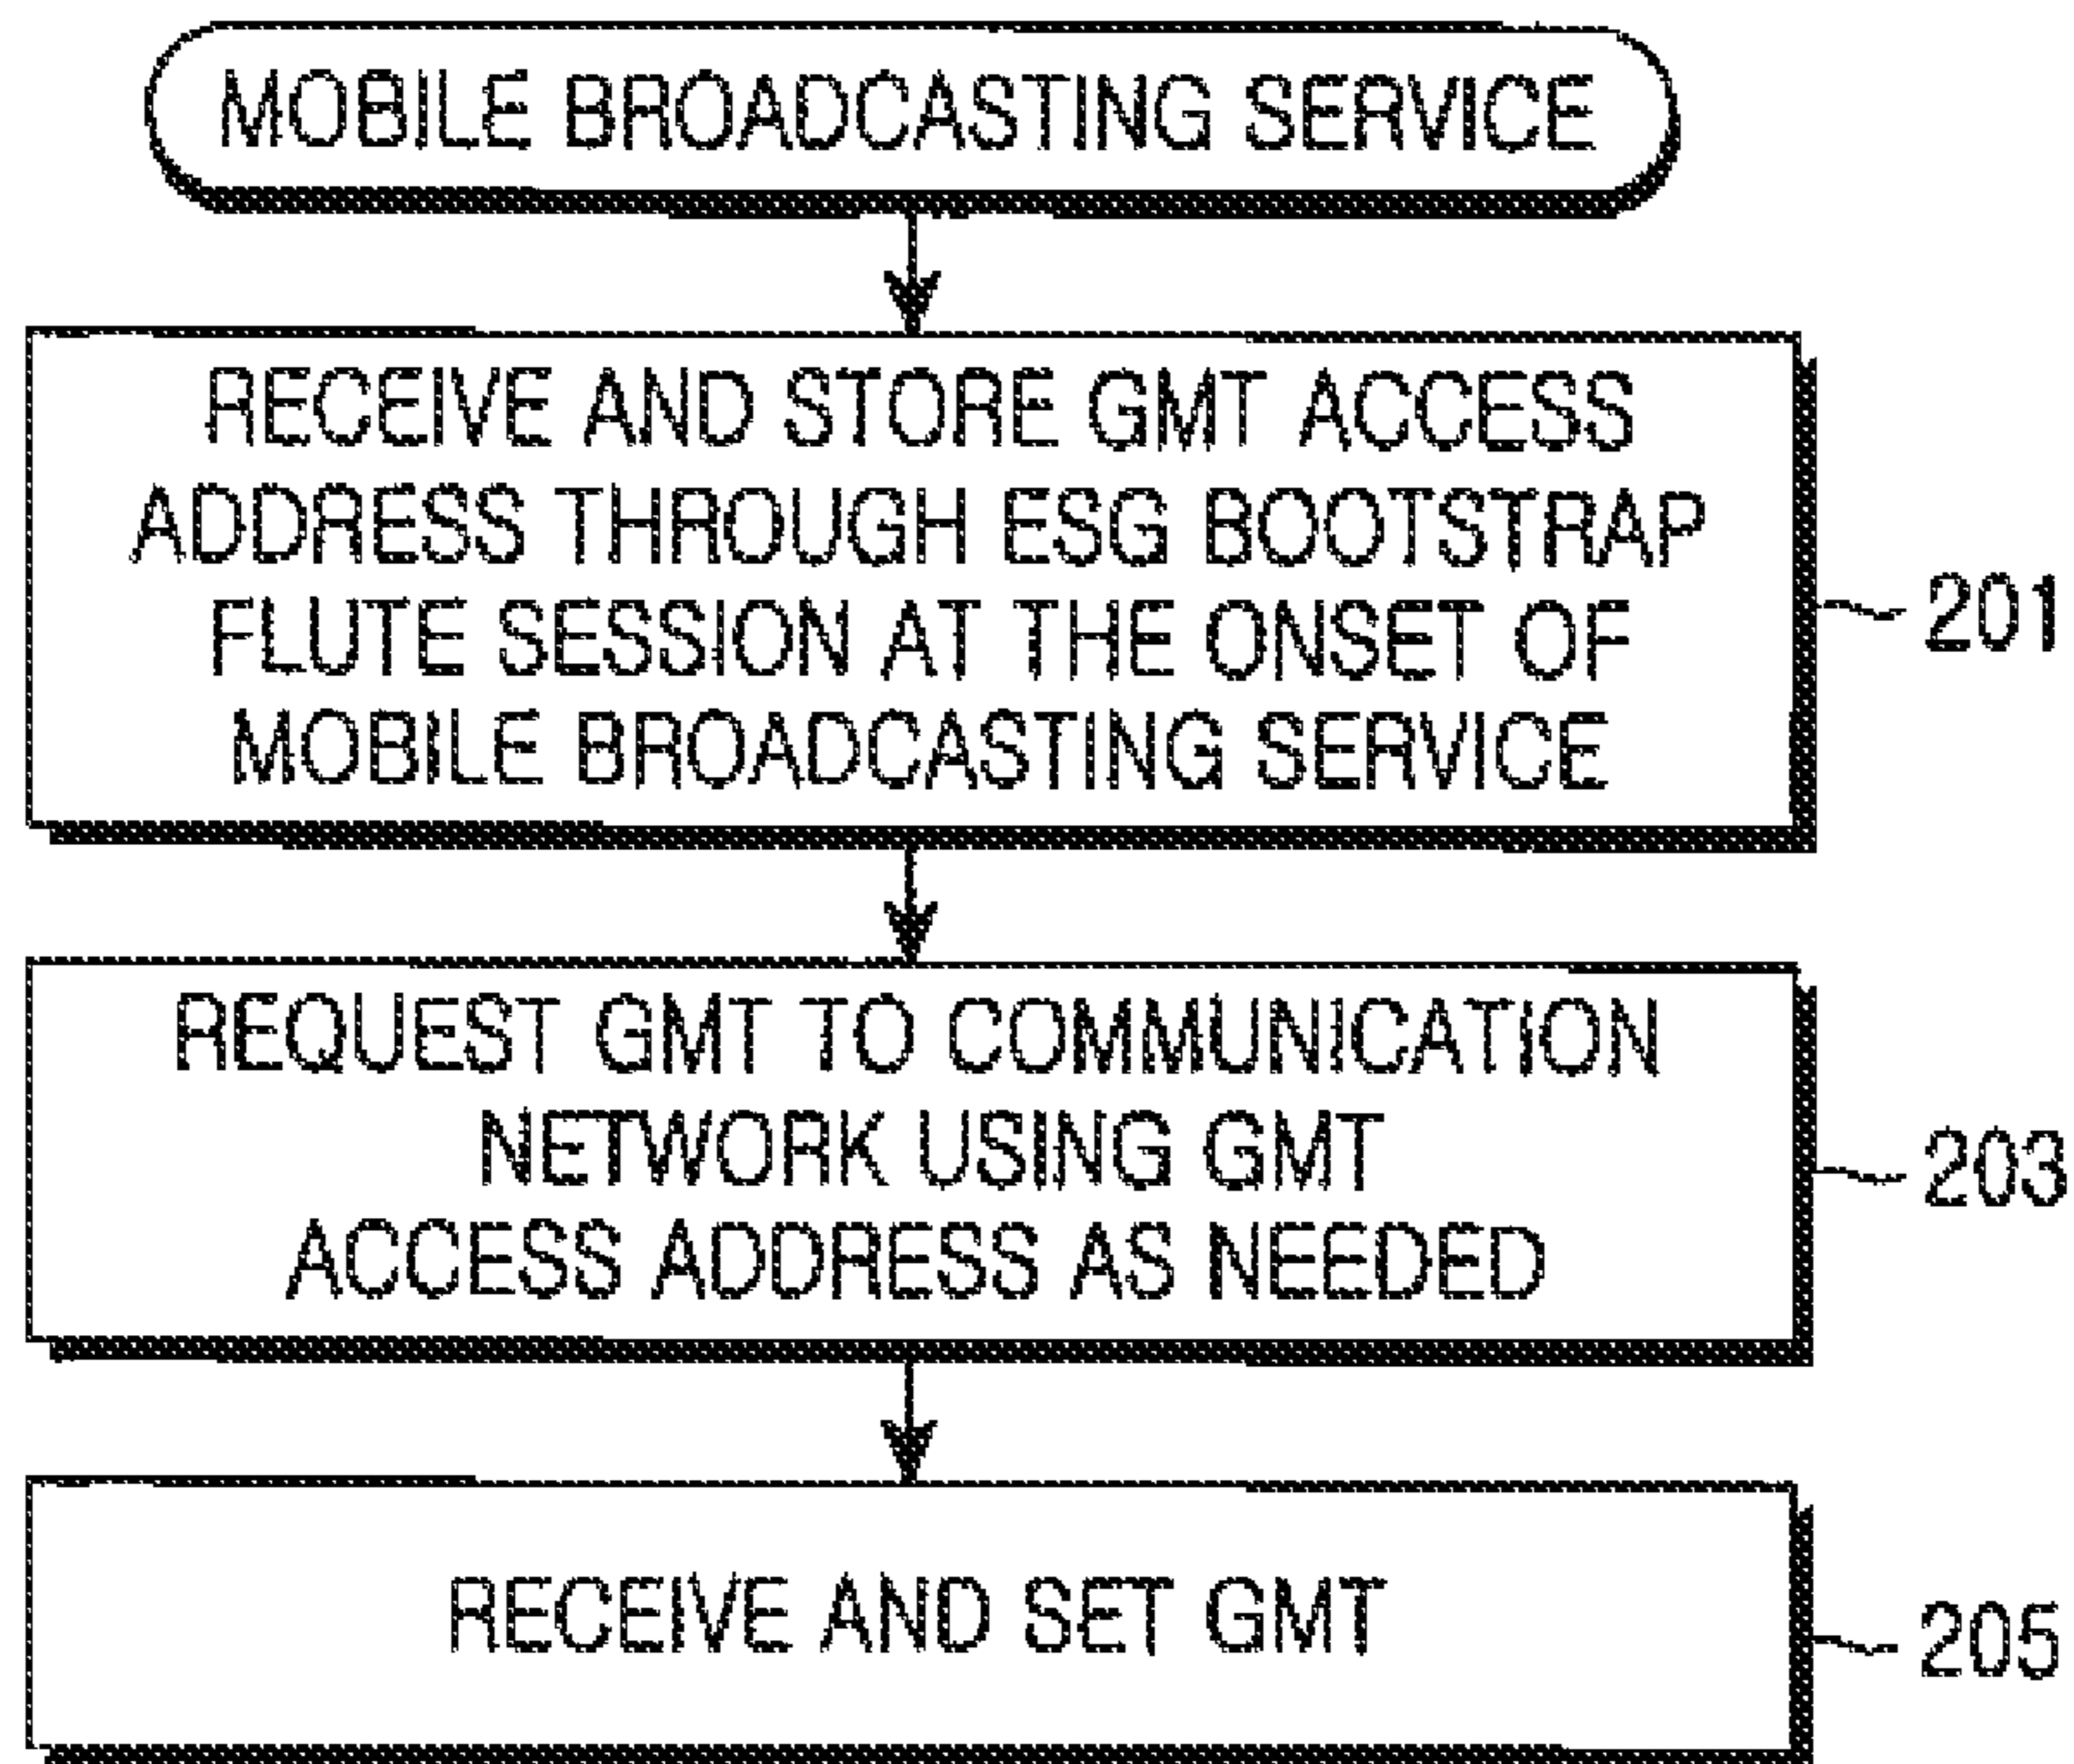 MOBILE BROADCASTING SERVICE
RECEIVE AND STORE GMT ACCESS
ADDRESS THROUGH ESG BOOTSTRAP
FLUTE SESSION AT THE ONSET OF
MOBILE BROADCASTING SERVICE
201
REQUEST GMT TO COMMUNICATION
NETWORK USING GMT
ACCESS ADDRESS AS NEEDED
203
RECEIVE AND SET GMT
205